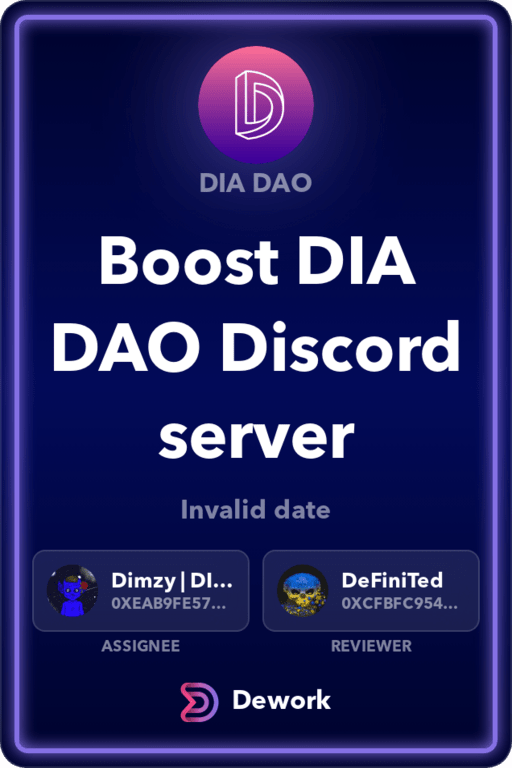 DIA DAO
Boost DIA
DAO Discord
server
Invalid date
Dimzy | DI...
0XEAB9FE57...
ASSIGNEE
DeFiniTed
0XCFBFC954...
REVIEWER
Dework